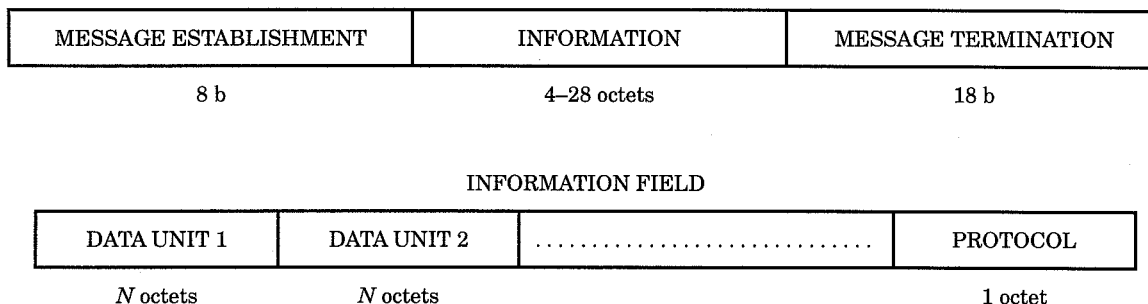 MESSAGE ESTABLISHMENT INFORMATION MESSAGE TERMINATION
8 b 4–28 octets 18 b
INFORMATION FIELD
DATA UNIT 1 DATA UNIT 2 .............................. PROTOCOL
N octets N octets 1 octet